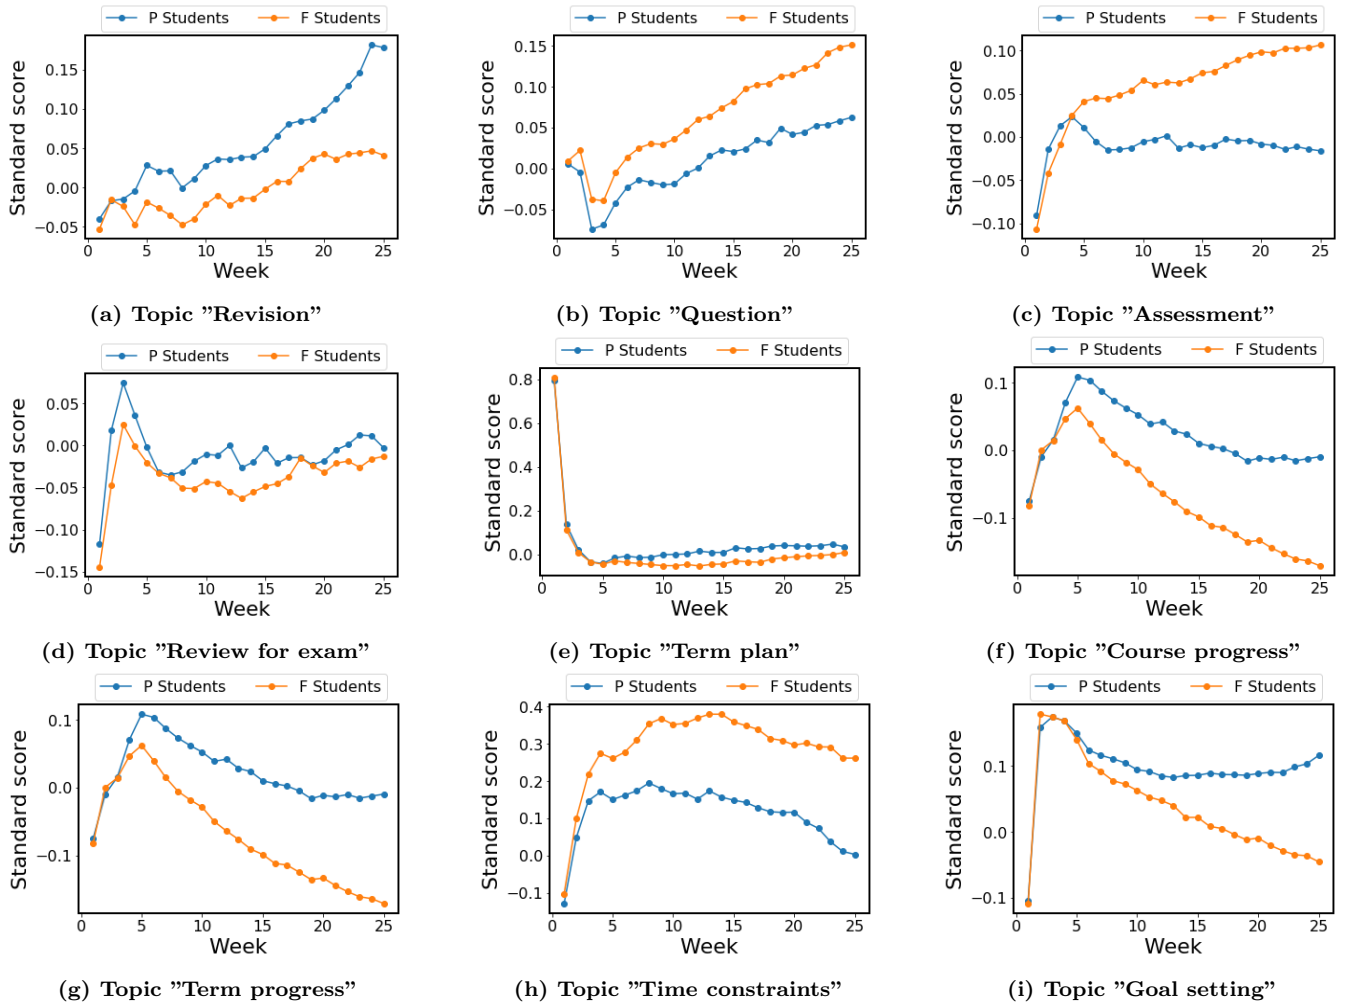 P Students F Students
Standard score
0.15
0.10
0.05
0.00
−0.05
0 5 10 15 20 25
Week
(a) Topic ”Revision”
P Students F Students
Standard score
0.15
0.10
0.05
0.00
−0.05
0 5 10 15 20 25
Week
(b) Topic ”Question”
P Students F Students
Standard score
0.10
0.05
0.00
−0.05
−0.10
0 5 10 15 20 25
Week
(c) Topic ”Assessment”
P Students F Students
Standard score
0.05
0.00
−0.05
−0.10
−0.15
0 5 10 15 20 25
Week
(d) Topic ”Review for exam”
P Students F Students
Standard score
0.8
0.6
0.4
0.2
0.0
0 5 10 15 20 25
Week
(e) Topic ”Term plan”
P Students F Students
Standard score
0.1
0.0
−0.1
0 5 10 15 20 25
Week
(f) Topic ”Course progress”
P Students F Students
Standard score
0.1
0.0
−0.1
0 5 10 15 20 25
Week
(g) Topic ”Term progress”
P Students F Students
Standard score
0.4
0.3
0.2
0.1
0.0
−0.1
0 5 10 15 20 25
Week
(h) Topic ”Time constraints”
P Students F Students
Standard score
0.1
0.0
−0.1
0 5 10 15 20 25
Week
(i) Topic ”Goal setting”